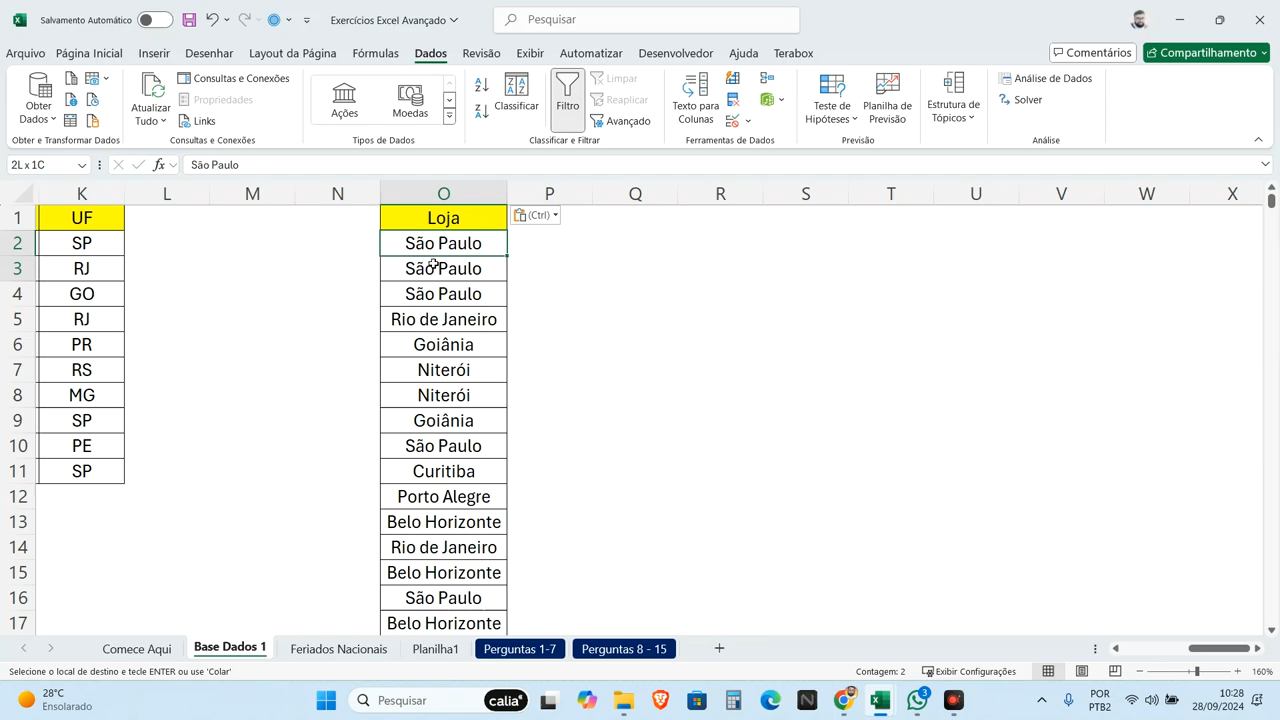 Salvamento Automático
Exercícios Excel Avançado
Pesquisar
Arquivo Página Inicial Inserir Desenhar Layout da Página Fórmulas Dados Revisão Exibir Automatizar Desenvolvedor Ajuda Terabox
Comentários Compartilhamento
Obter Dados
Obter e Transformar Dados
Atualizar Tudo
Consultas e Conexões
Propriedades
Links
Consultas e Conexões
Ações Moedas
Tipos de Dados
Classificar Filtro
Limpar
Reaplicar
Avançado
Classificar e Filtrar
Texto para Colunas
Ferramentas de Dados
Teste de Hipóteses
Planilha de Previsão
Previsão
Estrutura de Tópicos
Análise de Dados
Solver
Análise
2L x 1C fx São Paulo
K L M N O P Q R S T U V W X
1 UF Loja (Ctrl)
2 SP São Paulo
3 RJ São Paulo
4 GO São Paulo
5 RJ Rio de Janeiro
6 PR Goiânia
7 RS Niterói
8 MG Niterói
9 SP Goiânia
10 PE São Paulo
11 SP Curitiba
12 Porto Alegre
13 Belo Horizonte
14 Rio de Janeiro
15 Belo Horizonte
16 São Paulo
17 Belo Horizonte
Comece Aqui Base Dados 1 Feriados Nacionais Planilha1 Perguntas 1-7 Perguntas 8 - 15
Selecione o local de destino e tecle ENTER ou use 'Colar' Contagem: 2 Exibir Configurações 160%
28°C
Ensolarado
Pesquisar calia
3
POR
PTB2
10:28
28/09/2024